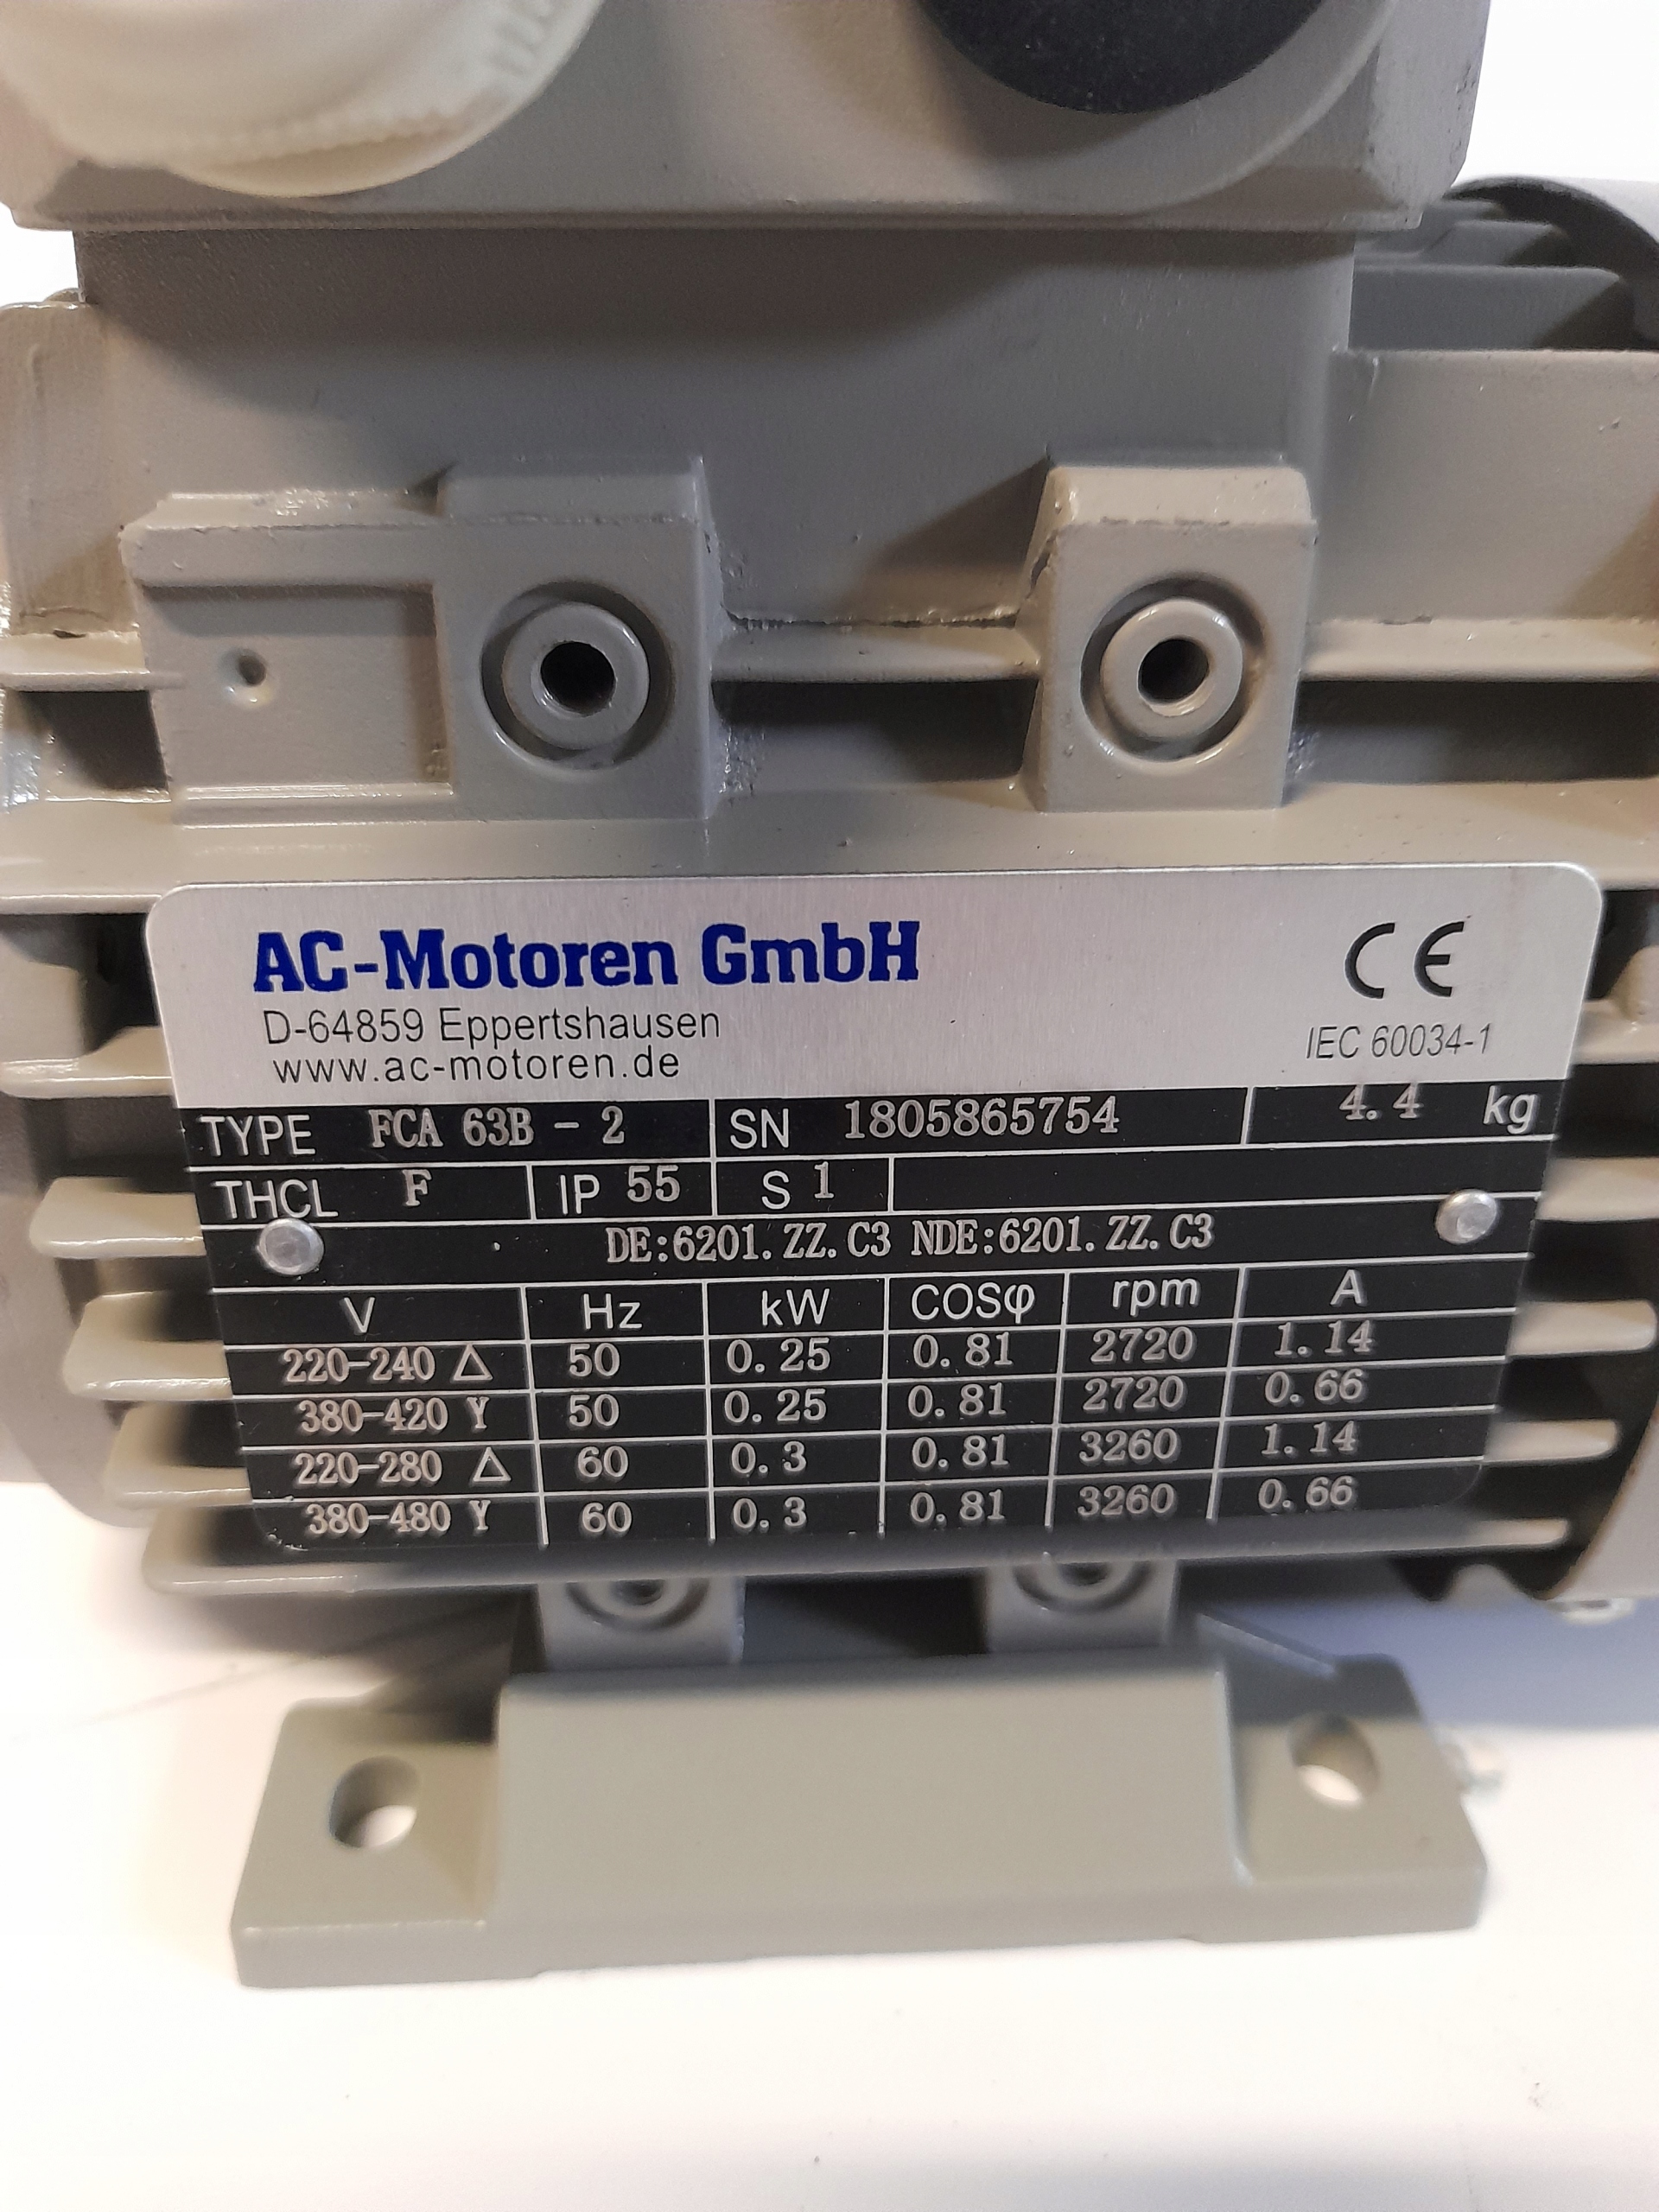 AC-Motoren GmbH
D-64859 Eppertshausen
www.ac-motoren.de
CE
IEC 60034-1
TYPE FCA 63B - 2 SN 1805865754 4.4 kg
THCL F IP 55 S 1
DE:6201.ZZ.C3 NDE:6201.ZZ.C3
V Hz kW COSφ rpm A
220-240 △ 50 0.25 0.81 2720 1.14
380-420 Y 50 0.25 0.81 2720 0.66
220-280 △ 60 0.3 0.81 3260 1.14
380-480 Y 60 0.3 0.81 3260 0.66